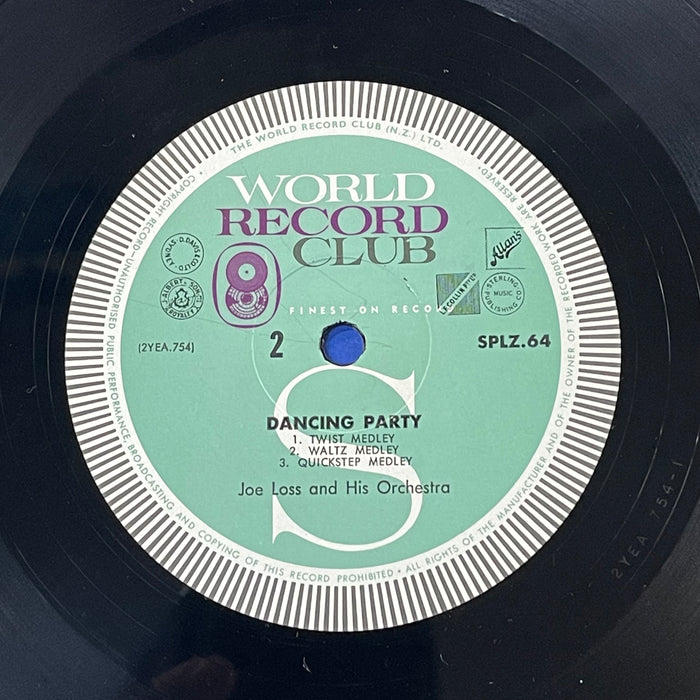 THE WORLD RECORD CLUB (N.Z.) LTD.
COPYRIGHT RECORD—UNAUTHORISED PUBLIC PERFORMANCE, BROADCASTING AND COPYING OF THIS RECORD PROHIBITED • ALL RIGHTS OF THE MANUFACTURER AND OF THE OWNER OF THE RECORDED WORK ARE RESERVED
WORLD
RECORD
CLUB
Allan's
STERLING
MUSIC
PUBLISHING CO.
FINEST ON RECO
(2YEA.754)
2
SPLZ.64
S
DANCING PARTY
1. TWIST MEDLEY
2. WALTZ MEDLEY
3. QUICKSTEP MEDLEY
Joe Loss and His Orchestra
2YEA 754-1